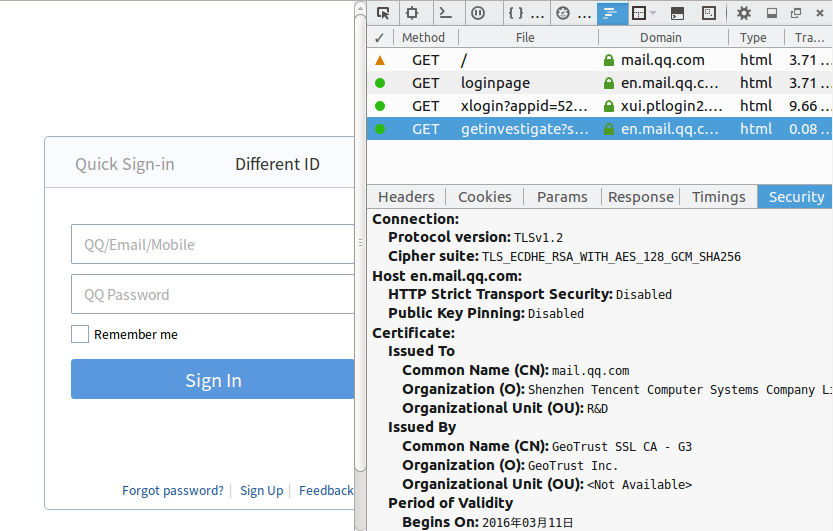 Quick Sign-in
Different ID
QQ/Email/Mobile
QQ Password
Remember me
Sign In
Forgot password?
Sign Up
Feedback
{ } ...
...
✓ Method File Domain Type Tra...
GET / mail.qq.com html 3.71 ...
GET loginpage en.mail.qq.c... html 3.71 ...
GET xlogin?appid=52... xui.ptlogin2.... html 9.66 ...
GET getinvestigate?s... en.mail.qq.c... html 0.08 ...
Headers Cookies Params Response Timings Security
Connection:
Protocol version: TLSv1.2
Cipher suite: TLS_ECDHE_RSA_WITH_AES_128_GCM_SHA256
Host en.mail.qq.com:
HTTP Strict Transport Security: Disabled
Public Key Pinning: Disabled
Certificate:
Issued To
Common Name (CN): mail.qq.com
Organization (O): Shenzhen Tencent Computer Systems Company Li
Organizational Unit (OU): R&D
Issued By
Common Name (CN): GeoTrust SSL CA - G3
Organization (O): GeoTrust Inc.
Organizational Unit (OU): <Not Available>
Period of Validity
Begins On: 2016年03月11日